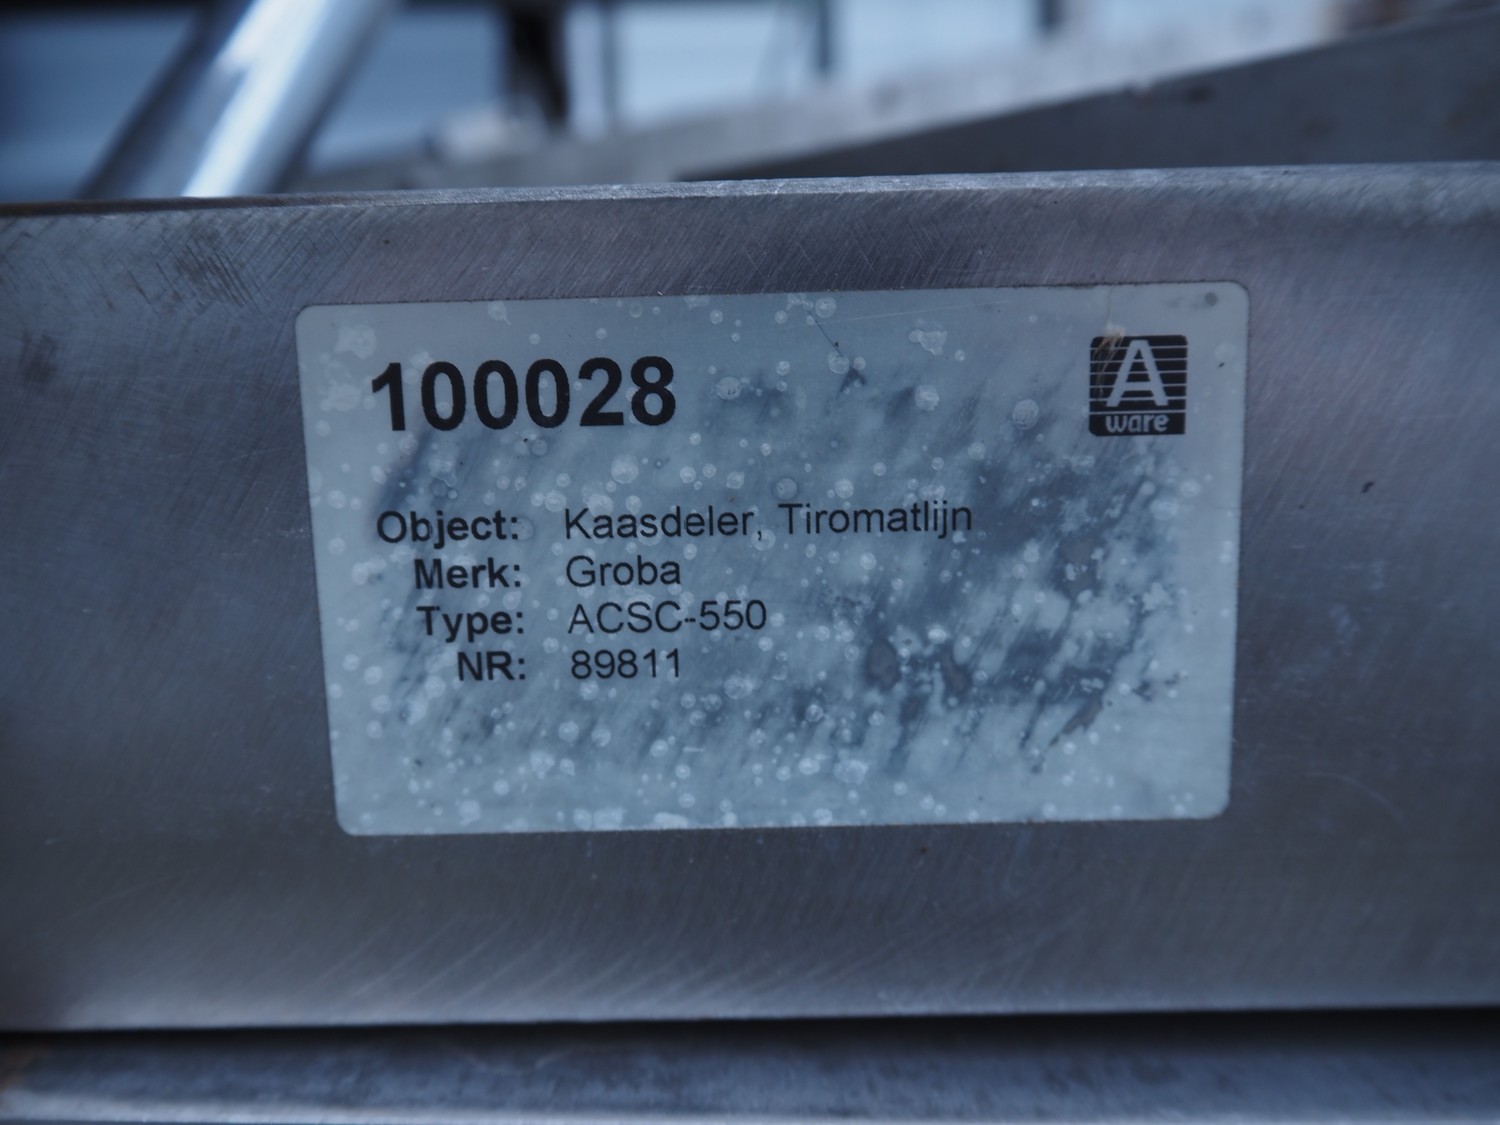 100028
A
ware
Object: Kaasdeler, Tiromatlijn
Merk: Groba
Type: ACSC-550
NR: 89811